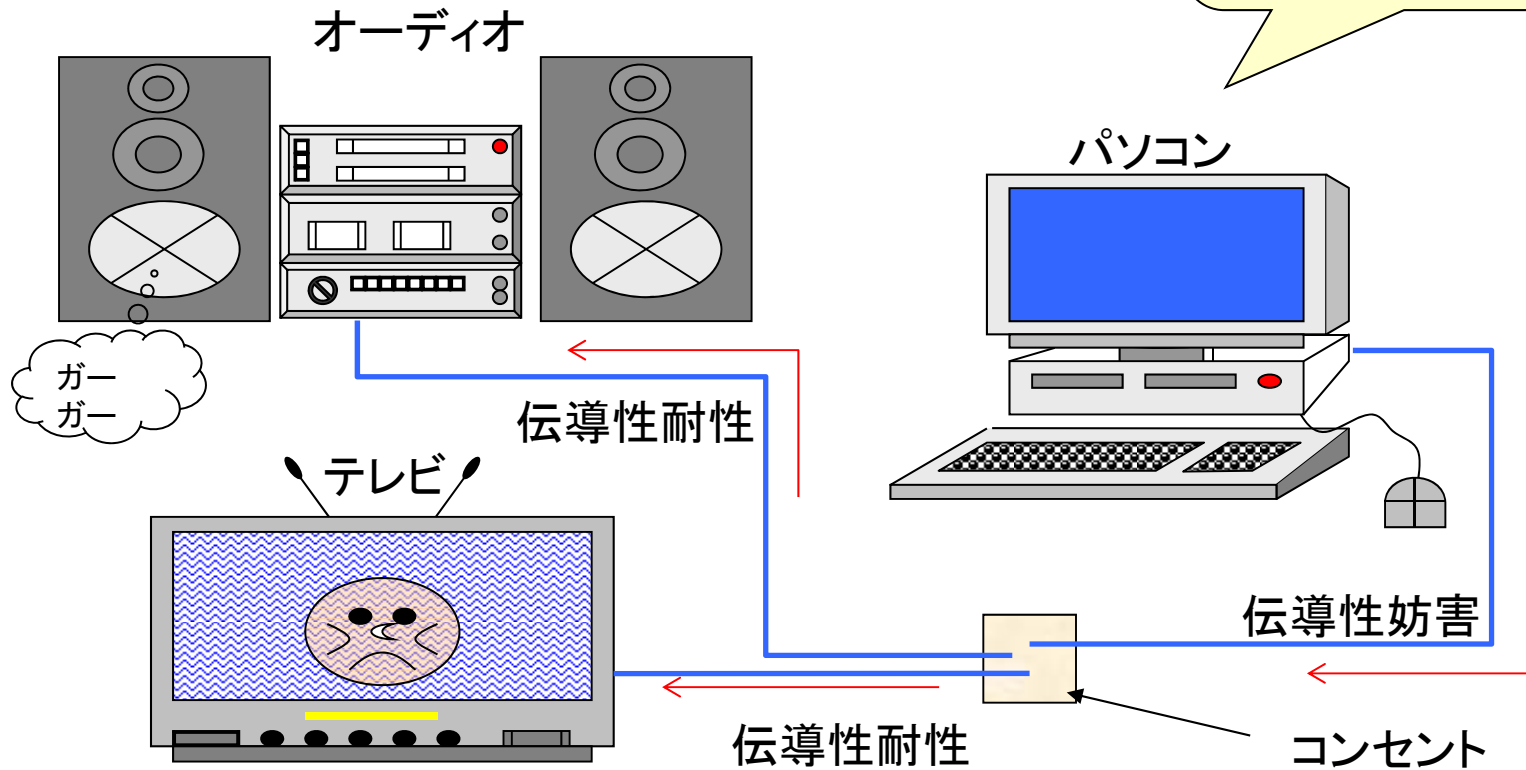 オーディオ
パソコン
ガー
ガー
伝導性耐性
テレビ
伝導性妨害
伝導性耐性
コンセント